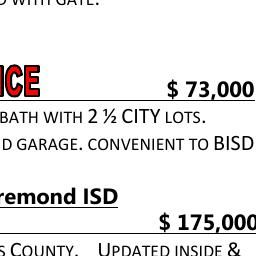 D WITH GATE.
ICE $ 73,000
BATH WITH 2 ½ CITY LOTS.
D GARAGE. CONVENIENT TO BISD
remond ISD
$ 175,000
S COUNTY. UPDATED INSIDE &